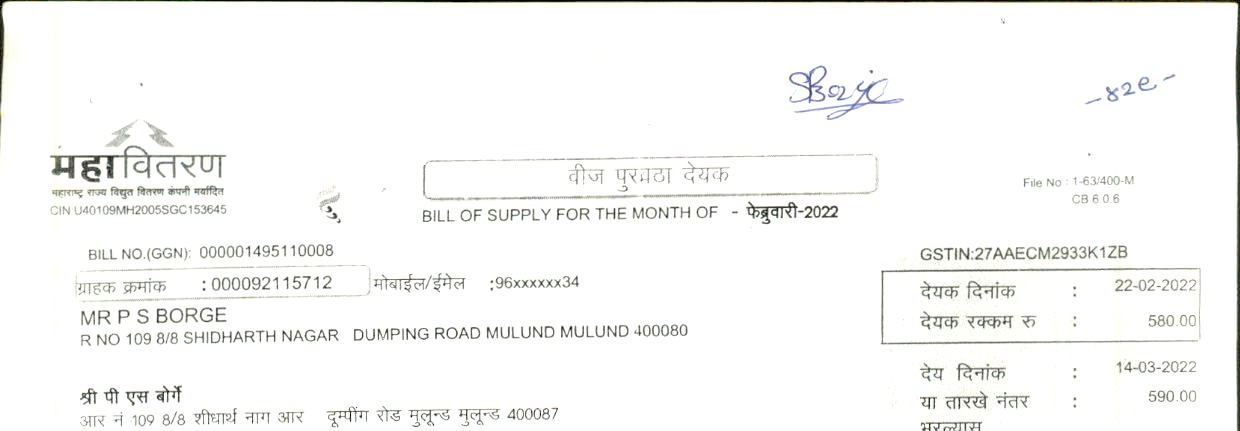 SBorje
-४२९-
महावितरण
महाराष्ट्र राज्य विद्युत वितरण कंपनी मर्यादित
CIN U40109MH2005SGC153645
वीज पुरवठा देयक
BILL OF SUPPLY FOR THE MONTH OF - फेब्रुवारी-2022
File No : 1-63/400-M
CB 6 0 6
BILL NO.(GGN): 000001495110008
GSTIN:27AAECM2933K1ZB
ग्राहक क्रमांक : 000092115712 मोबाईल/ईमेल :96xxxxxx34
देयक दिनांक : 22-02-2022
MR P S BORGE
देयक रक्कम रु : 580.00
R NO 109 8/8 SHIDHARTH NAGAR DUMPING ROAD MULUND MULUND 400080
देय दिनांक : 14-03-2022
श्री पी एस बोर्गे
या तारखे नंतर : 590.00
आर नं 109 8/8 शीधार्थ नाग आर दूम्पींग रोड मुलून्ड मुलून्ड 400087
भरल्यास